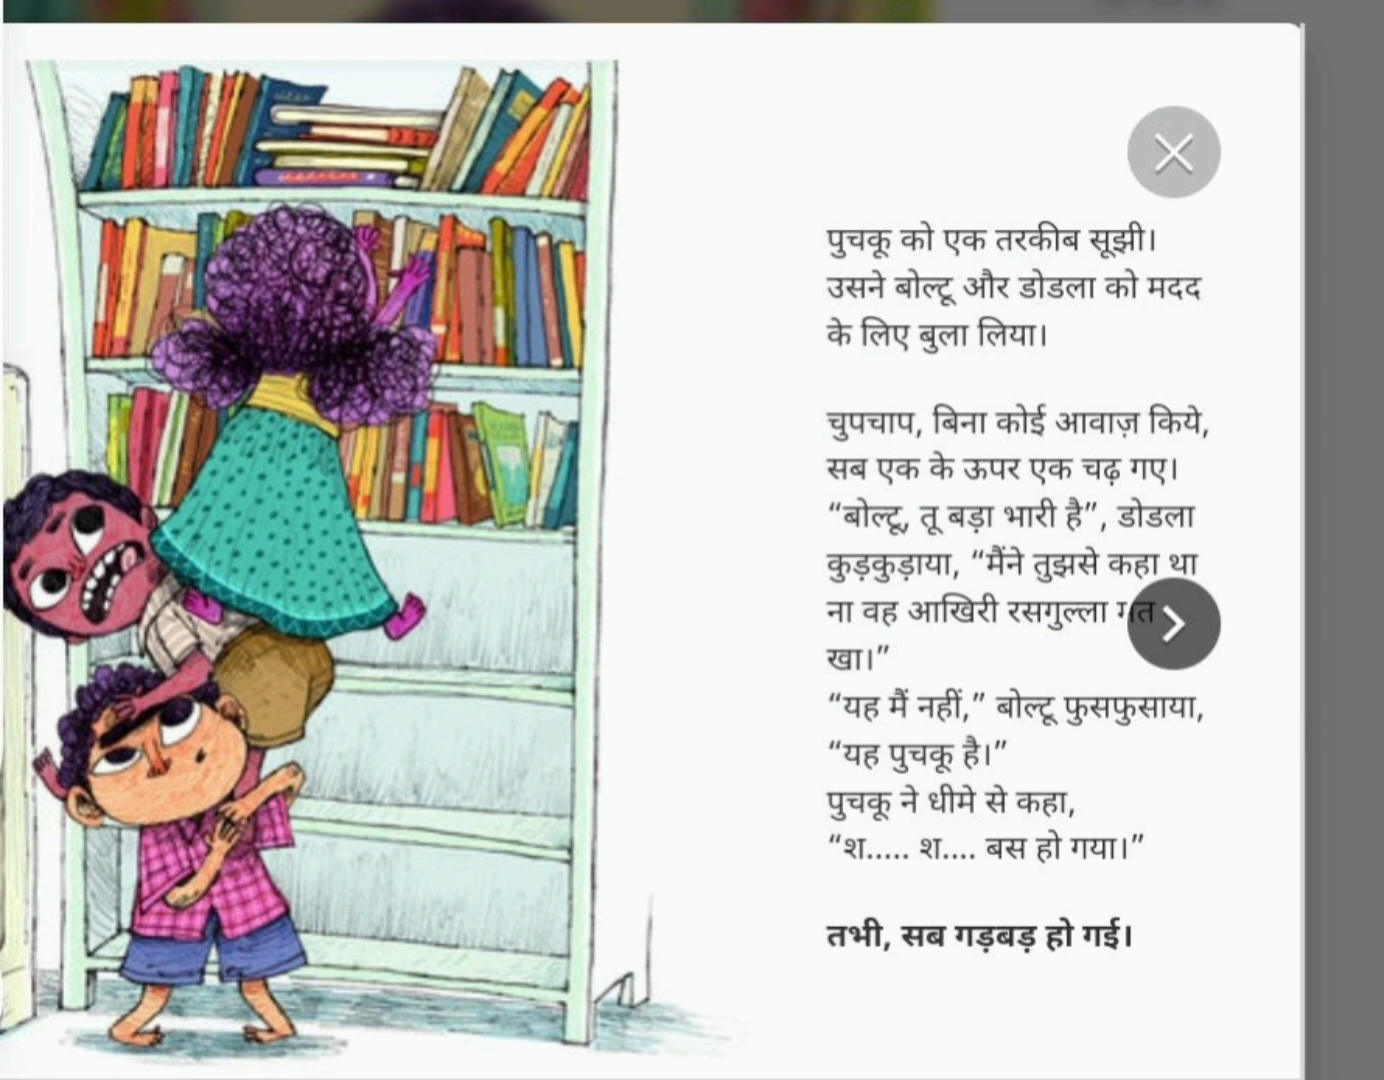 पुचकू को एक तरकीब सूझी।
उसने बोल्टू और डोडला को मदद
के लिए बुला लिया।
चुपचाप, बिना कोई आवाज़ किये,
सब एक के ऊपर एक चढ़ गए।
“बोल्टू, तू बड़ा भारी है”, डोडला
कुड़कुड़ाया, “मैंने तुझसे कहा था
ना वह आखिरी रसगुल्ला मत
खा।”
“यह मैं नहीं,” बोल्टू फुसफुसाया,
“यह पुचकू है।”
पुचकू ने धीमे से कहा,
“श..... श.... बस हो गया।”
तभी, सब गड़बड़ हो गई।